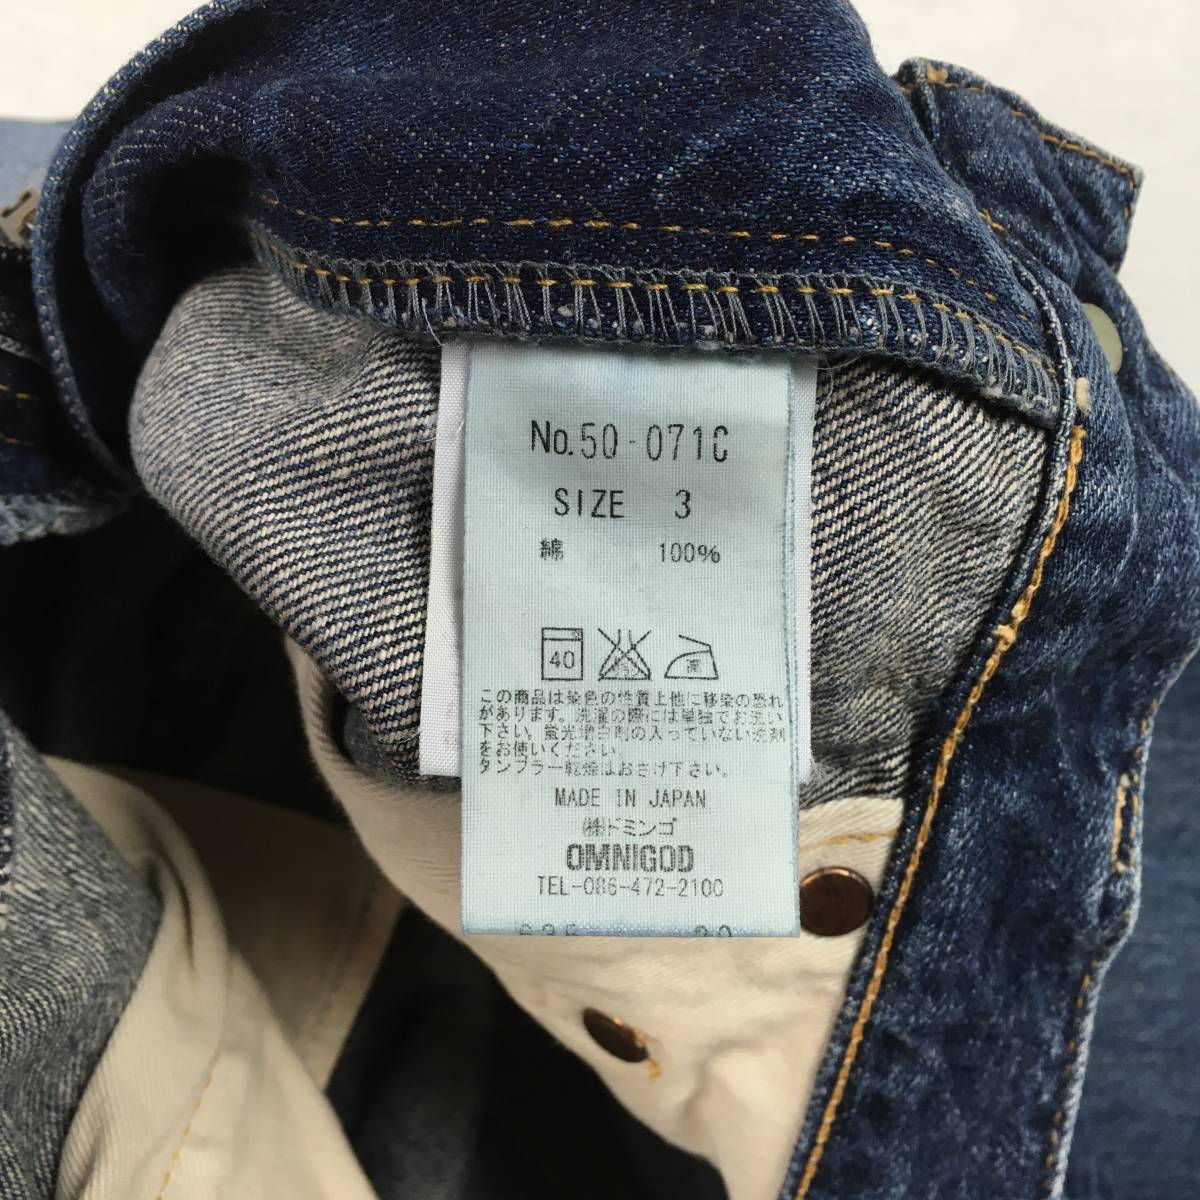 No.50-071C
SIZE 3
綿 100%
40
高
この商品は染色の性質上他に移染の恐れ
があります。洗濯の際には単独でお洗い
下さい。蛍光増白剤の入っていない洗剤
をお使いください。
タンブラー乾燥はおさけ下さい。
MADE IN JAPAN
㈱ドミンゴ
OMNIGOD
TEL-086-472-2100